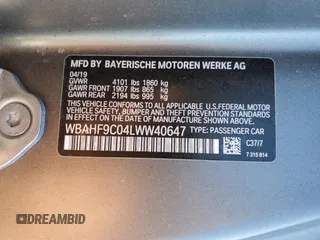 MFD BY BAYERISCHE MOTOREN WERKE AG
04/19
GVWR 4101 lbs 1860 kg
GAWR FRONT 1907 lbs 865 kg
GAWR REAR 2194 lbs 995 kg
THIS VEHICLE CONFORMS TO ALL APPLICABLE
FEDERAL MOTOR VEHICLE SAFETY, BUMPER,
AND THEFT PREVENTION STANDARDS IN EFFECT
ON THE DATE OF MANUFACTURE SHOWN ABOVE.
WBAHF9C04LWW40647 TYPE: PASSENGER CAR
C37/7
7 315 814
DREAMBID